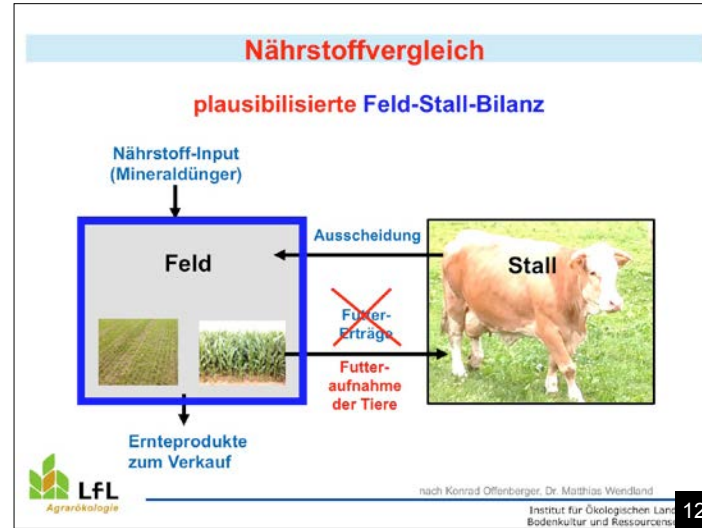 Nährstoffvergleich
plausibilisierte Feld-Stall-Bilanz
Nährstoff-Input
(Mineraldünger)
Ausscheidung
Feld
Stall
Futter-
Erträge
Futter-
aufnahme
der Tiere
Ernteprodukte
zum Verkauf
LfL
Agrarökologie
nach Konrad Offenberger, Dr. Matthias Wendland
Institut für Ökologischen Lan
Bodenkultur und Ressourcens
12